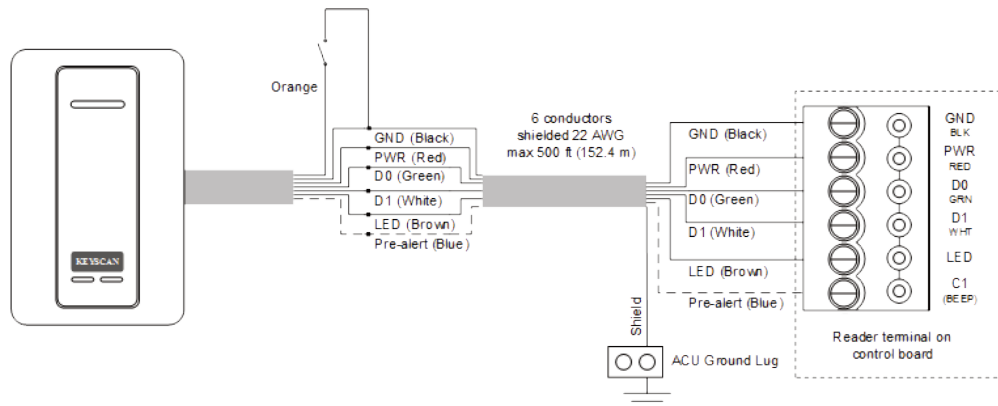 Orange
GND (Black)
PWR (Red)
D0 (Green)
D1 (White)
LED (Brown)
Pre-alert (Blue)
KEYSCAN
6 conductors
shielded 22 AWG
max 500 ft (152.4 m)
GND (Black)
PWR (Red)
D0 (Green)
D1 (White)
LED (Brown)
Pre-alert (Blue)
Shield
ACU Ground Lug
GND
BLK
PWR
RED
D0
GRN
D1
WHT
LED
C1
(BEEP)
Reader terminal on
control board